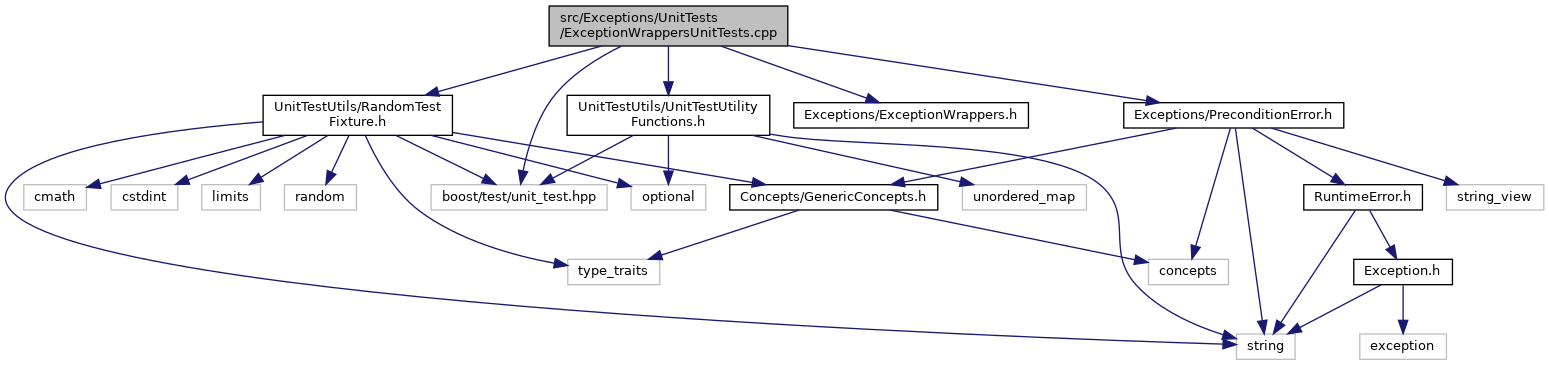 src/Exceptions/UnitTests
/ExceptionWrappersUnitTests.cpp
UnitTestUtils/RandomTest
Fixture.h
UnitTestUtils/UnitTestUtility
Functions.h
Exceptions/ExceptionWrappers.h
Exceptions/PreconditionError.h
cmath
cstdint
limits
random
boost/test/unit_test.hpp
optional
Concepts/GenericConcepts.h
unordered_map
RuntimeError.h
string_view
type_traits
concepts
Exception.h
string
exception